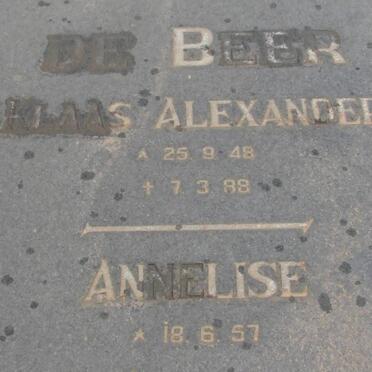 DE BEER
KLAAS ALEXANDER
* 25.9.48
† 7.3.88
ANNELISE
* 18.6.57